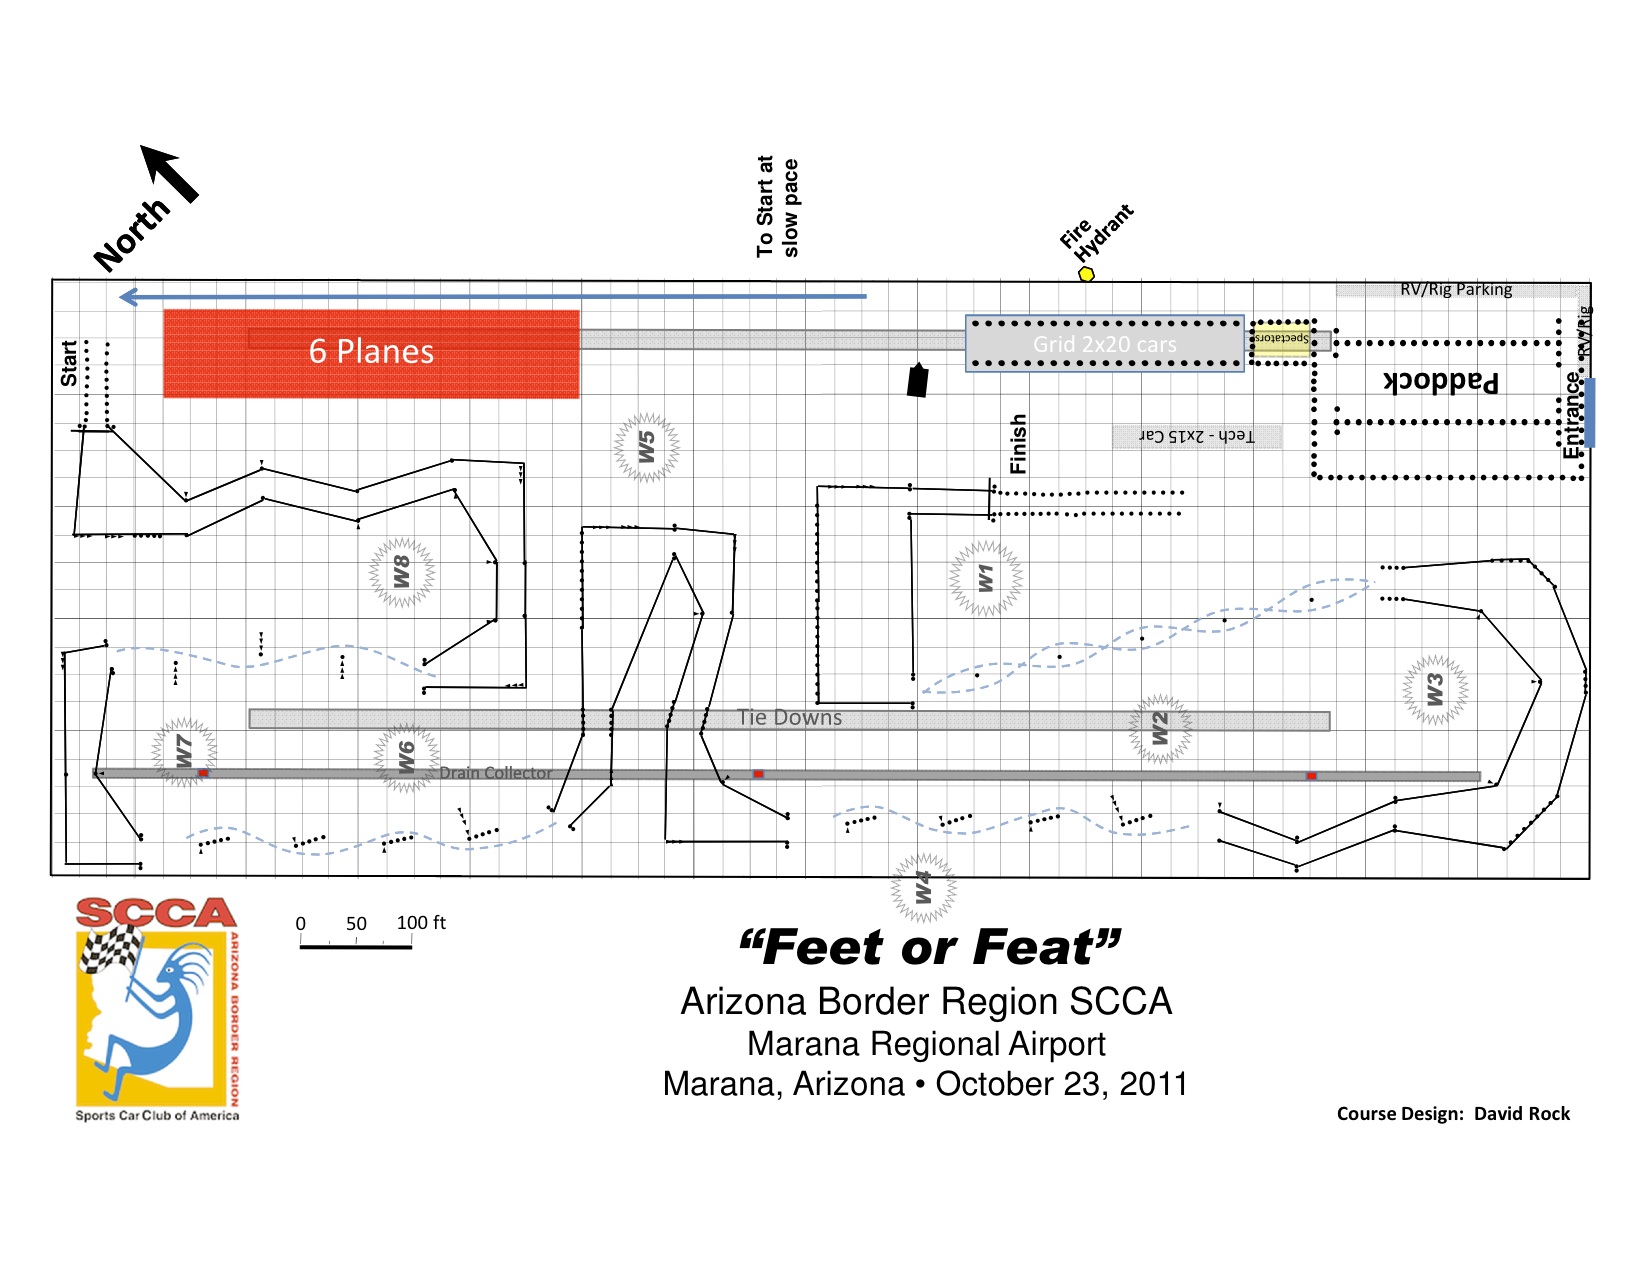 North
To Start at
slow pace
Fire
Hydrant
RV/Rig Parking
RV/Rig
Start
6 Planes
Grid 2x20 cars
Spectators
Paddock
Entrance
Finish
Tech - 2x15 Car
W5
W8
W1
W3
W7
W6
Tie Downs
W2
Drain Collector
W4
SCCA
ARIZONA BORDER REGION
Sports Car Club of America
0 50 100 ft
“Feet or Feat”
Arizona Border Region SCCA
Marana Regional Airport
Marana, Arizona • October 23, 2011
Course Design: David Rock